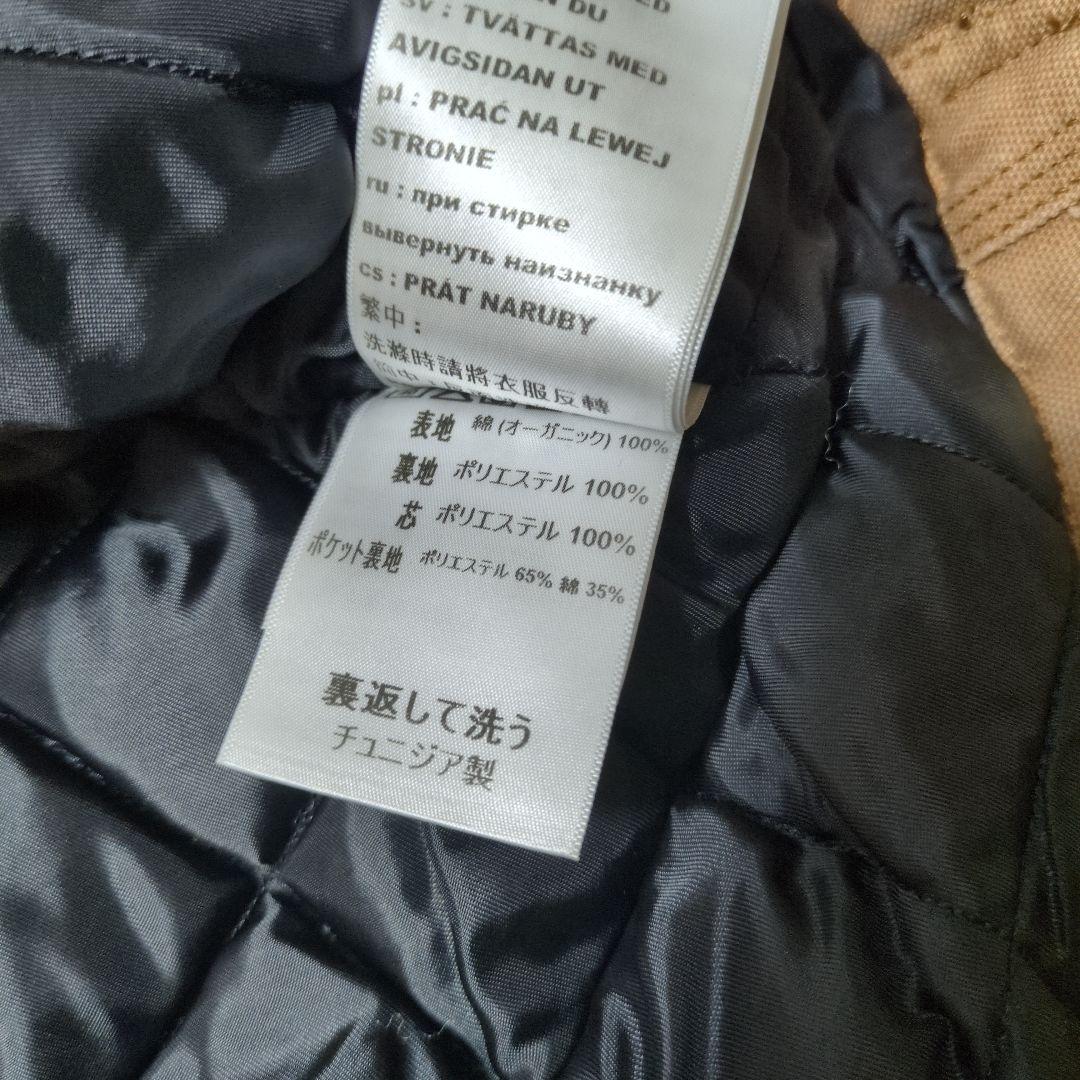 DU
sv : TVÄTTAS MED
AVIGSIDAN UT
pl : PRAĆ NA LEWEJ
STRONIE
ru : при стирке
вывернуть наизнанку
cs : PRÁT NARUBY
繁中 :
洗滌時請將衣服反轉
表地 綿 (オーガニック) 100%
裏地 ポリエステル 100%
芯 ポリエステル 100%
ポケット裏地 ポリエステル 65% 綿 35%
裏返して洗う
チュニジア製